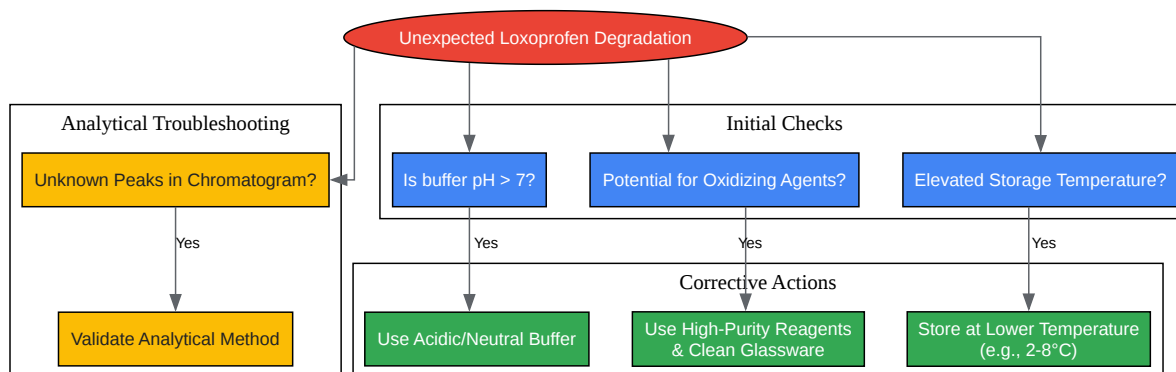 Unexpected Loxoprofen Degradation
Analytical Troubleshooting
Initial Checks
Unknown Peaks in Chromatogram?
Is buffer pH > 7?
Potential for Oxidizing Agents?
Elevated Storage Temperature?
Yes
Yes
Yes
Yes
Corrective Actions
Validate Analytical Method
Use Acidic/Neutral Buffer
Use High-Purity Reagents
& Clean Glassware
Store at Lower Temperature
(e.g., 2-8°C)